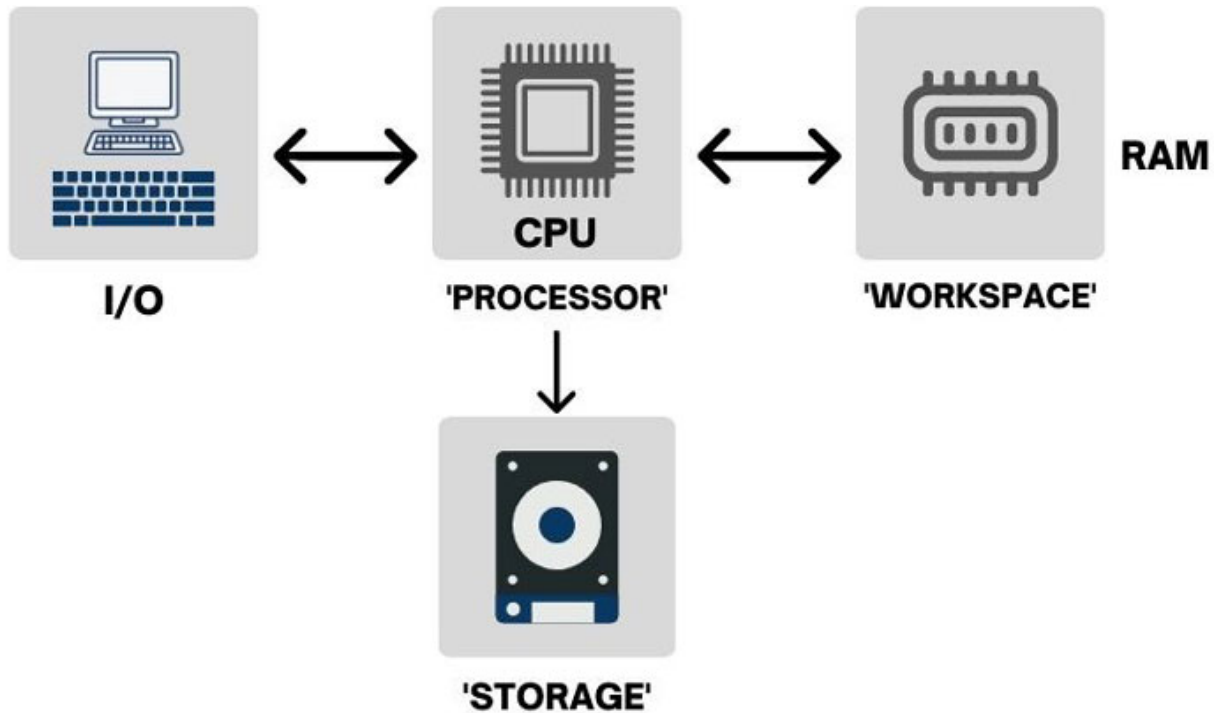 CPU
RAM
I/O
'PROCESSOR'
'WORKSPACE'
'STORAGE'